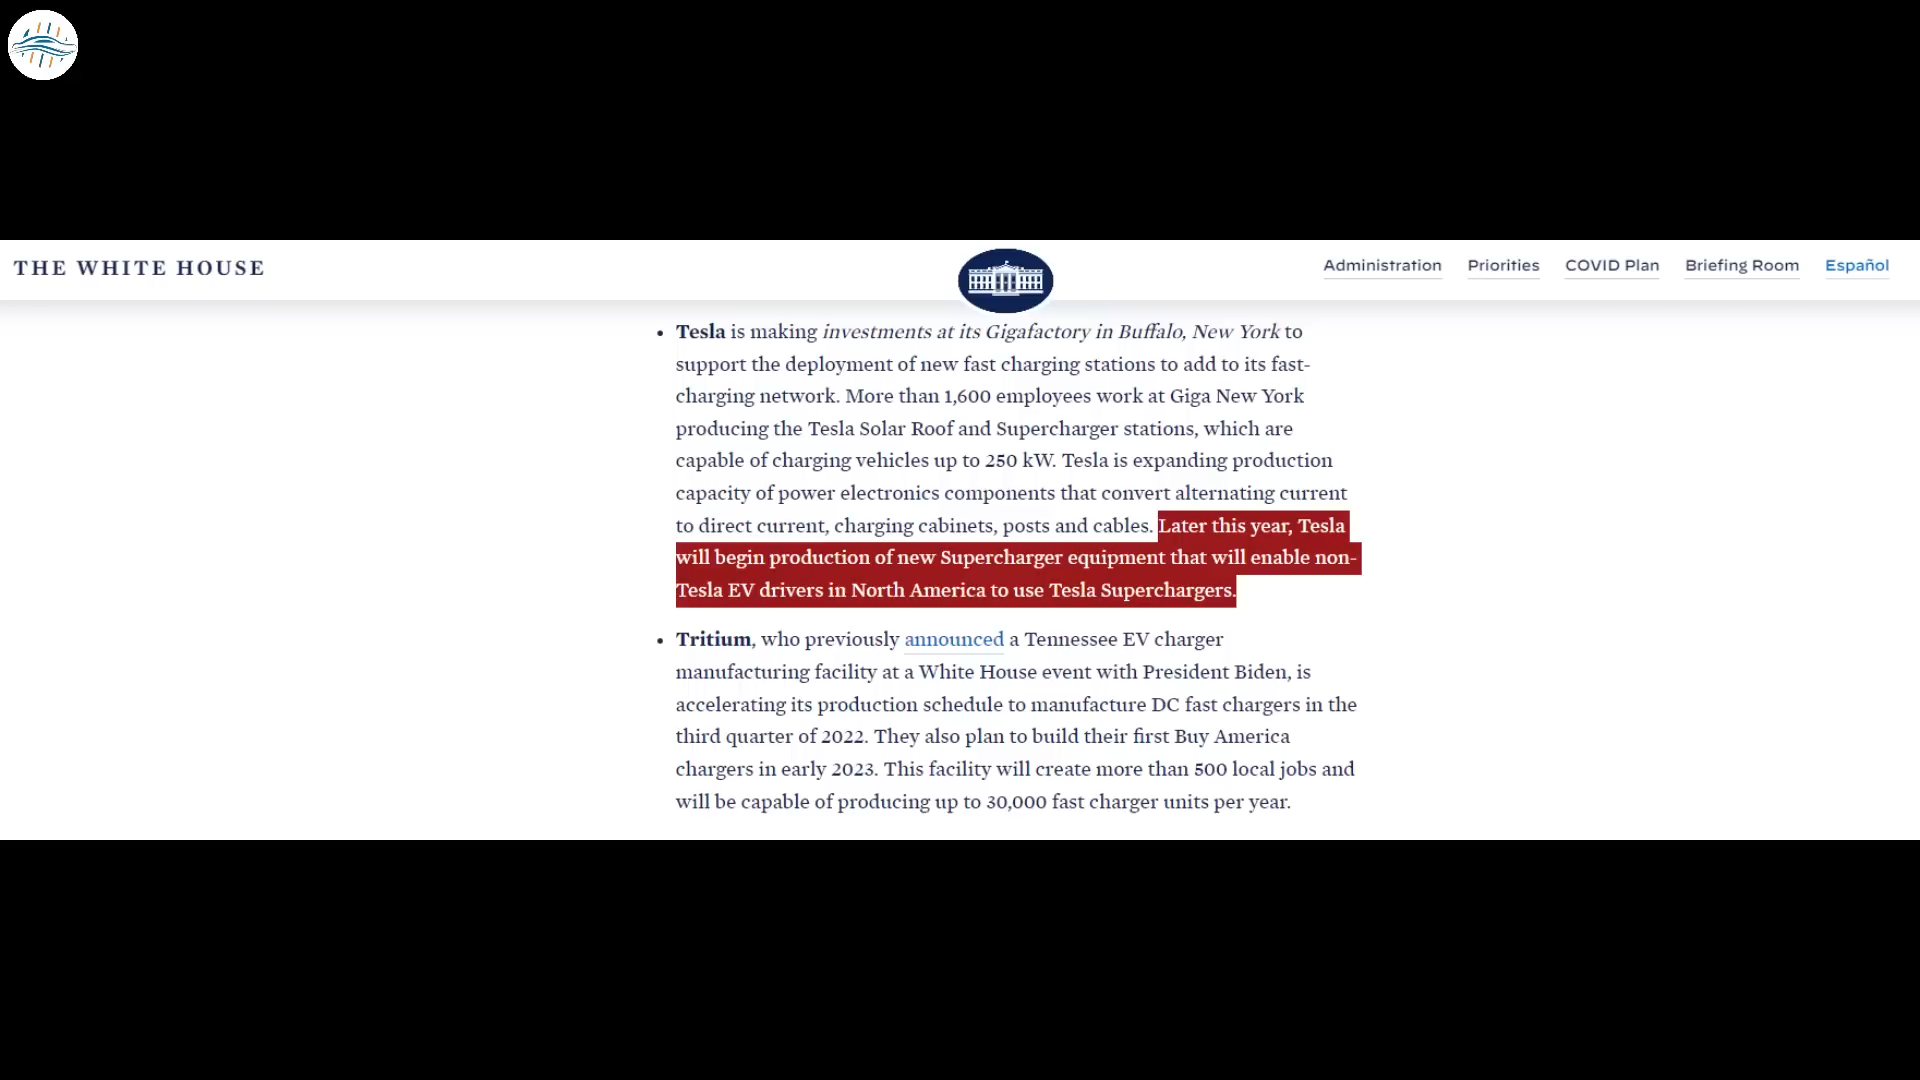 THE WHITE HOUSE
Administration
Priorities
COVID Plan
Briefing Room
Español
• Tesla is making investments at its Gigafactory in Buffalo, New York to
support the deployment of new fast charging stations to add to its fast-
charging network. More than 1,600 employees work at Giga New York
producing the Tesla Solar Roof and Supercharger stations, which are
capable of charging vehicles up to 250 kW. Tesla is expanding production
capacity of power electronics components that convert alternating current
to direct current, charging cabinets, posts and cables. Later this year, Tesla
will begin production of new Supercharger equipment that will enable non-
Tesla EV drivers in North America to use Tesla Superchargers.
• Tritium, who previously announced a Tennessee EV charger
manufacturing facility at a White House event with President Biden, is
accelerating its production schedule to manufacture DC fast chargers in the
third quarter of 2022. They also plan to build their first Buy America
chargers in early 2023. This facility will create more than 500 local jobs and
will be capable of producing up to 30,000 fast charger units per year.